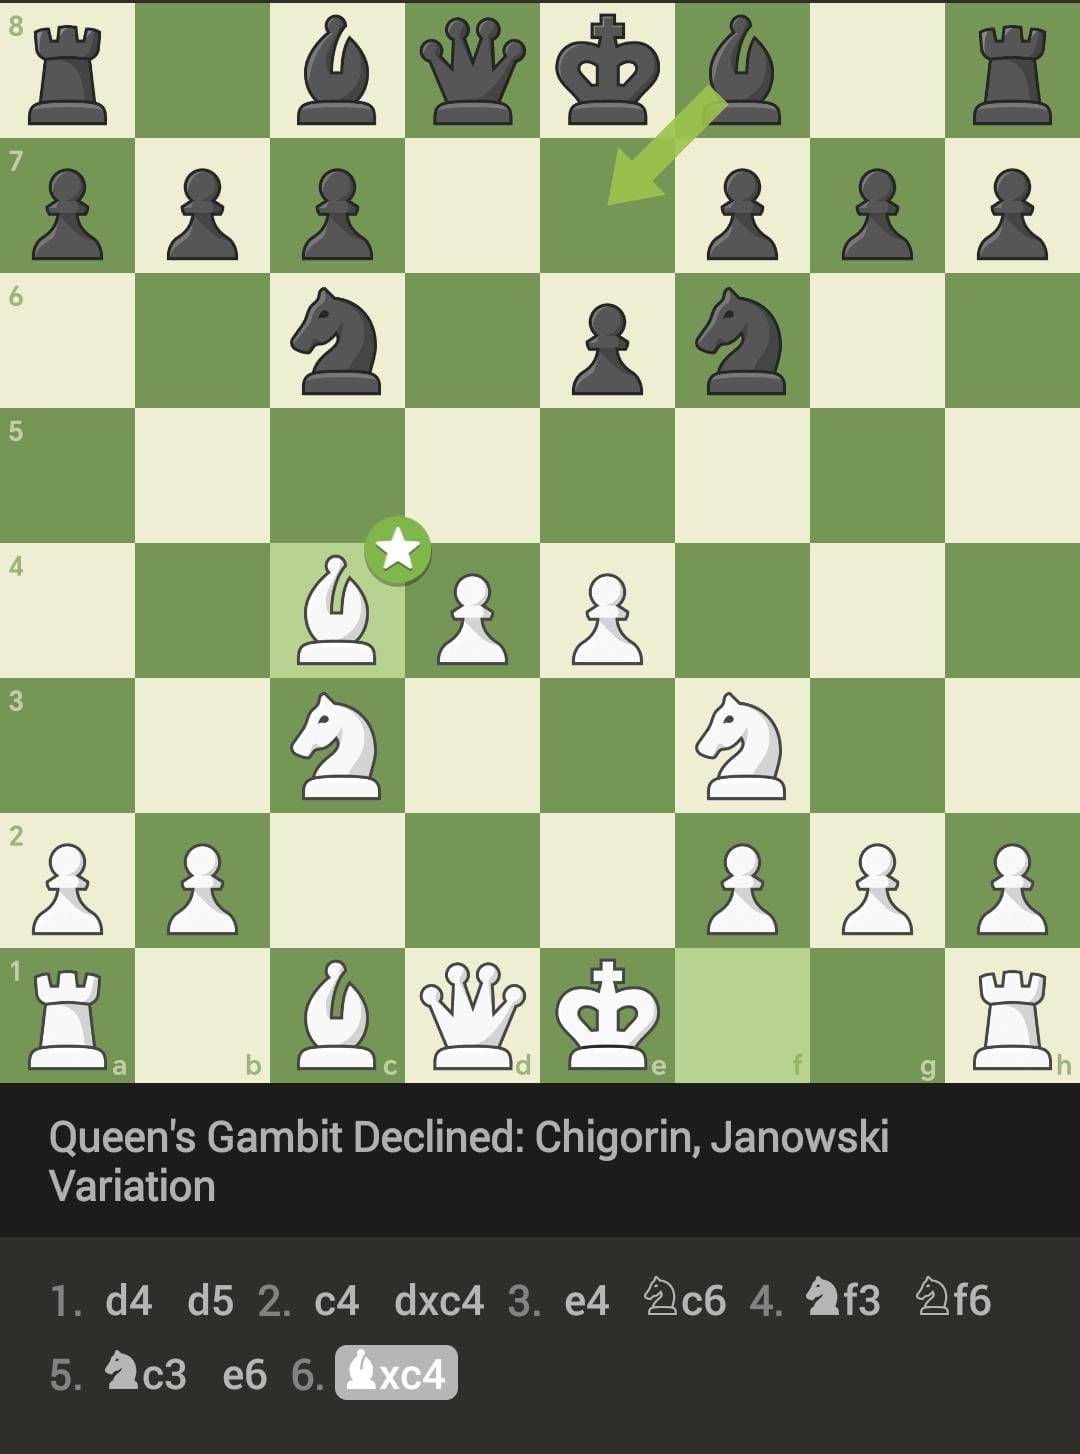 8
7
6
5
4
3
2
1
a b c d e f g h
Queen's Gambit Declined: Chigorin, Janowski
Variation
1. d4 d5 2. c4 dxc4 3. e4 ♘c6 4. ♞f3 ♘f6
5. ♞c3 e6 6. ♝xc4